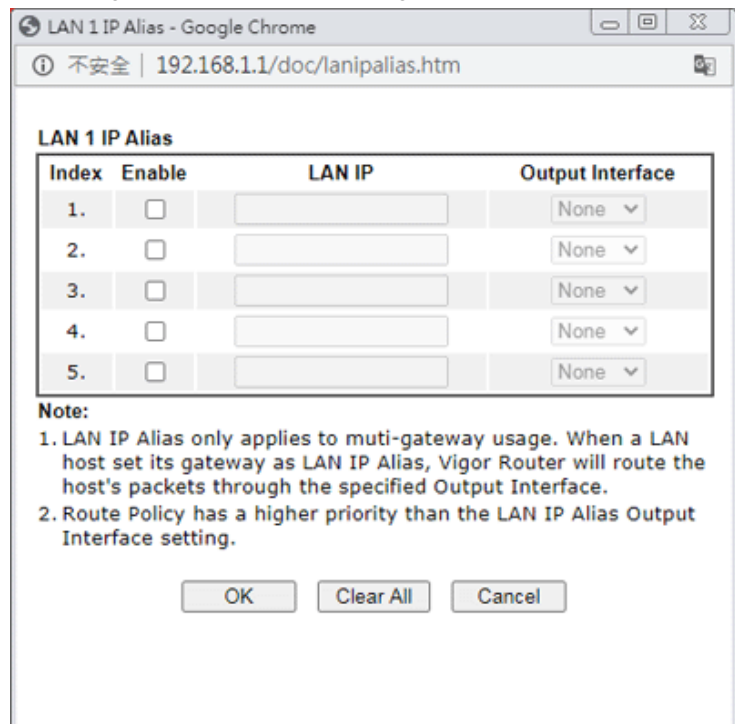 LAN 1 IP Alias - Google Chrome
不安全 | 192.168.1.1/doc/lanipalias.htm
LAN 1 IP Alias
Index Enable LAN IP Output Interface
1. None
2. None
3. None
4. None
5. None
Note:
1. LAN IP Alias only applies to muti-gateway usage. When a LAN
host set its gateway as LAN IP Alias, Vigor Router will route the
host's packets through the specified Output Interface.
2. Route Policy has a higher priority than the LAN IP Alias Output
Interface setting.
OK Clear All Cancel